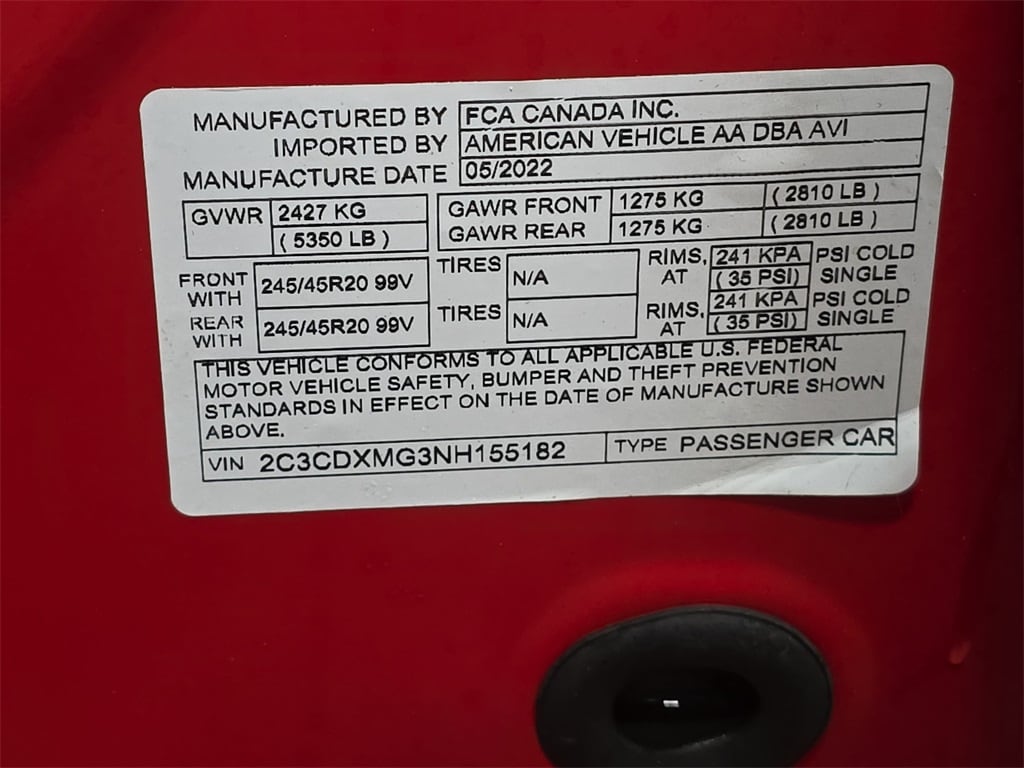 MANUFACTURED BY FCA CANADA INC.
IMPORTED BY AMERICAN VEHICLE AA DBA AVI
MANUFACTURE DATE 05/2022
GVWR 2427 KG GAWR FRONT 1275 KG ( 2810 LB )
( 5350 LB ) GAWR REAR 1275 KG ( 2810 LB )
FRONT WITH 245/45R20 99V TIRES N/A RIMS, AT 241 KPA ( 35 PSI) PSI COLD SINGLE
REAR WITH 245/45R20 99V TIRES N/A RIMS, AT 241 KPA ( 35 PSI) PSI COLD SINGLE
THIS VEHICLE CONFORMS TO ALL APPLICABLE U.S. FEDERAL
MOTOR VEHICLE SAFETY, BUMPER AND THEFT PREVENTION
STANDARDS IN EFFECT ON THE DATE OF MANUFACTURE SHOWN
ABOVE.
VIN 2C3CDXMG3NH155182 TYPE PASSENGER CAR